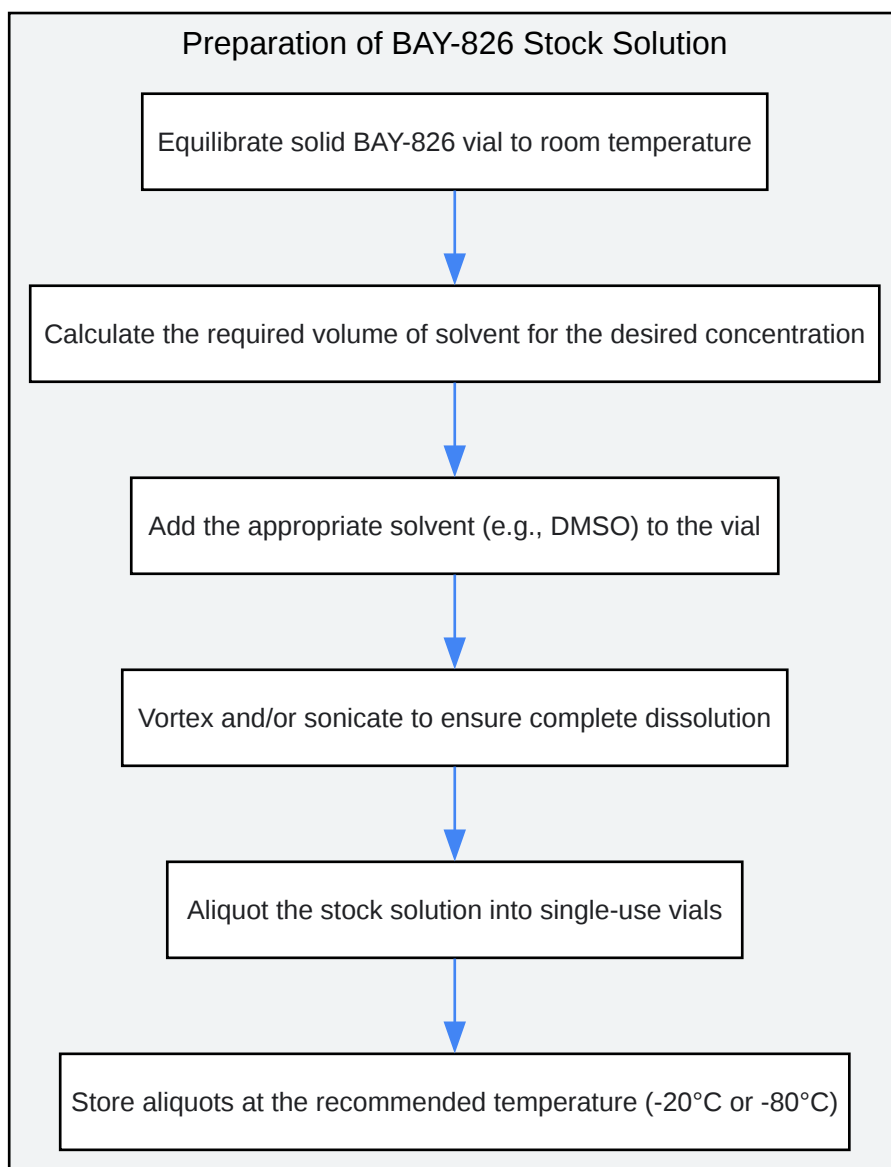 Preparation of BAY-826 Stock Solution
Equilibrate solid BAY-826 vial to room temperature
Calculate the required volume of solvent for the desired concentration
Add the appropriate solvent (e.g., DMSO) to the vial
Vortex and/or sonicate to ensure complete dissolution
Aliquot the stock solution into single-use vials
Store aliquots at the recommended temperature (-20°C or -80°C)